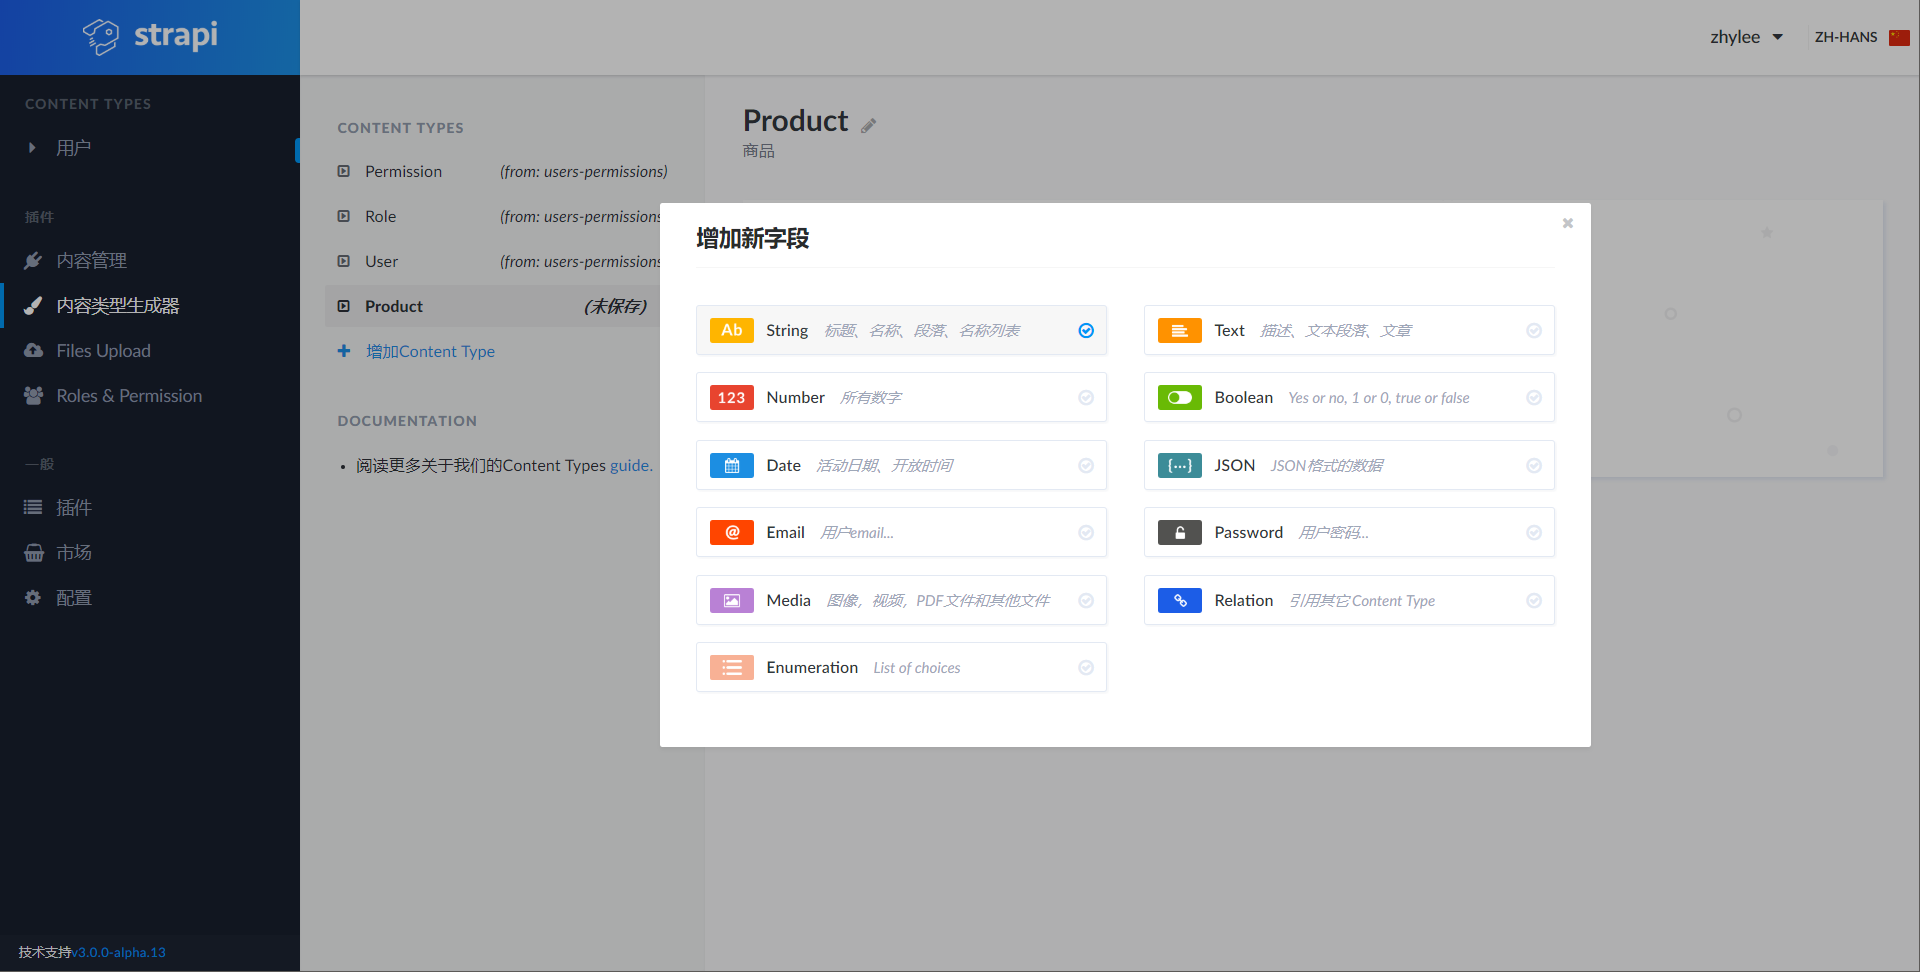 strapi
zhylee
ZH-HANS
CONTENT TYPES
用户
插件
内容管理
内容类型生成器
Files Upload
Roles & Permission
一般
插件
市场
配置
技术支持v3.0.0-alpha.13
CONTENT TYPES
Permission (from: users-permissions)
Role (from: users-permissions
User (from: users-permissions
Product (未保存)
增加Content Type
DOCUMENTATION
阅读更多关于我们的Content Types guide.
Product
商品
增加新字段
Ab String 标题、名称、段落、名称列表
Text 描述、文本段落、文章
123 Number 所有数字
Boolean Yes or no, 1 or 0, true or false
Date 活动日期、开放时间
{...} JSON JSON格式的数据
@ Email 用户email...
Password 用户密码...
Media 图像，视频，PDF文件和其他文件
Relation 引用其它 Content Type
Enumeration List of choices